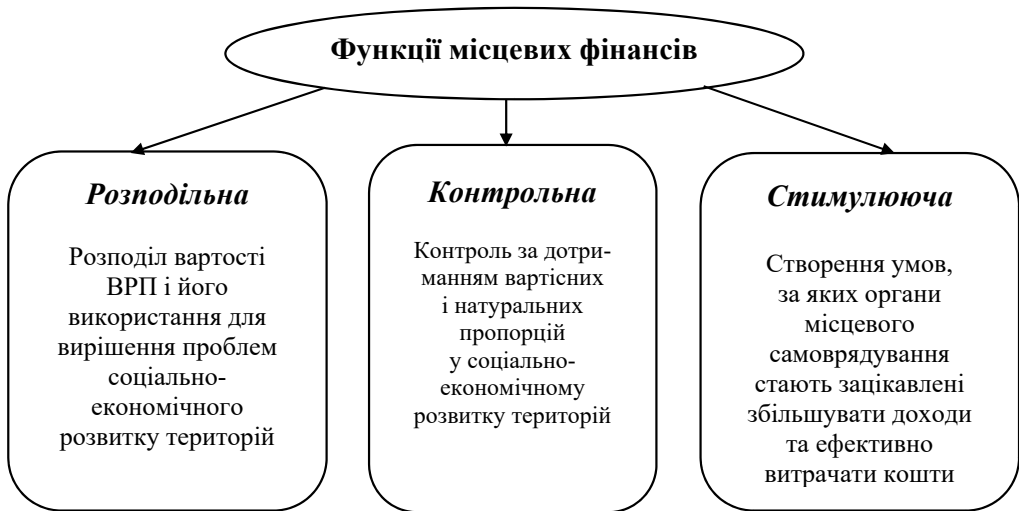 Функції місцевих фінансів
Розподільна
Розподіл вартості
ВРП і його
використання для
вирішення проблем
соціально-
економічного
розвитку територій
Контрольна
Контроль за дотри-
манням вартісних
і натуральних
пропорцій
у соціально-
економічному
розвитку територій
Стимулююча
Створення умов,
за яких органи
місцевого
самоврядування
стають зацікавлені
збільшувати доходи
та ефективно
витрачати кошти